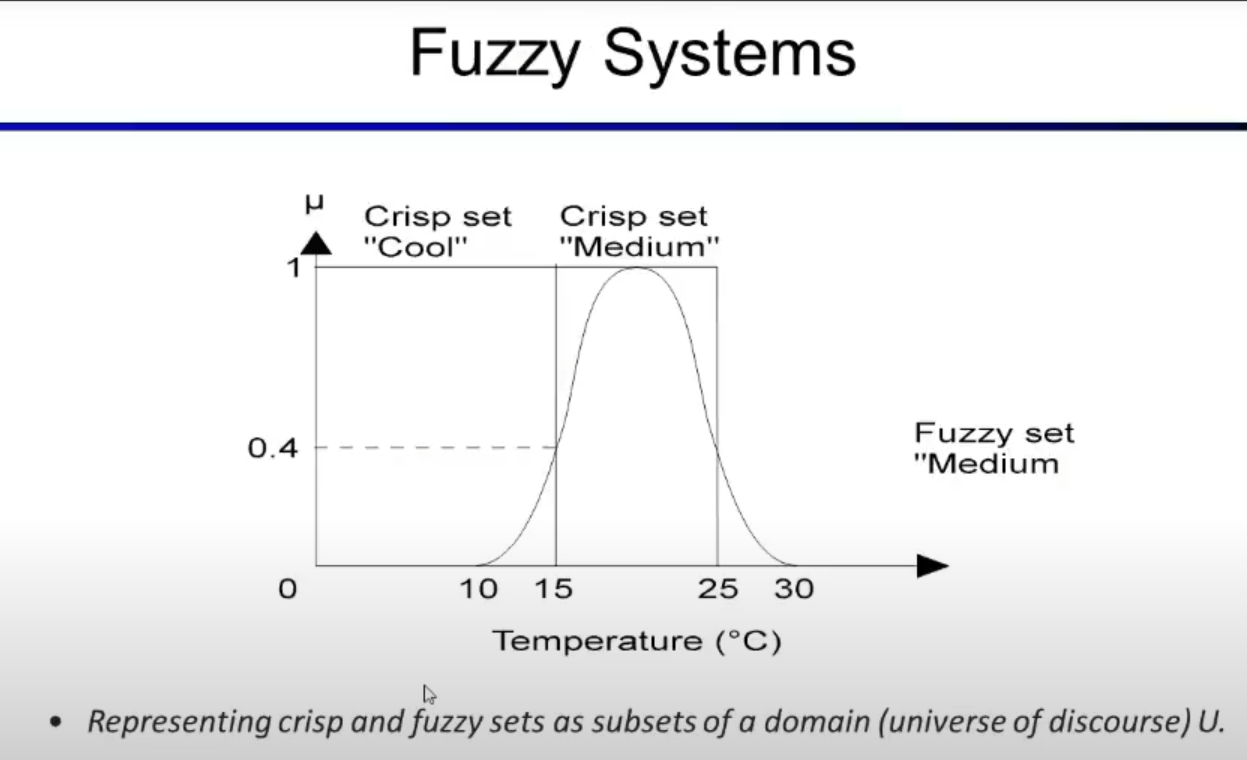 Fuzzy Systems
μ
Crisp set
"Cool"
Crisp set
"Medium"
1
0.4
Fuzzy set
"Medium
0
10
15
25
30
Temperature (°C)
• Representing crisp and fuzzy sets as subsets of a domain (universe of discourse) U.